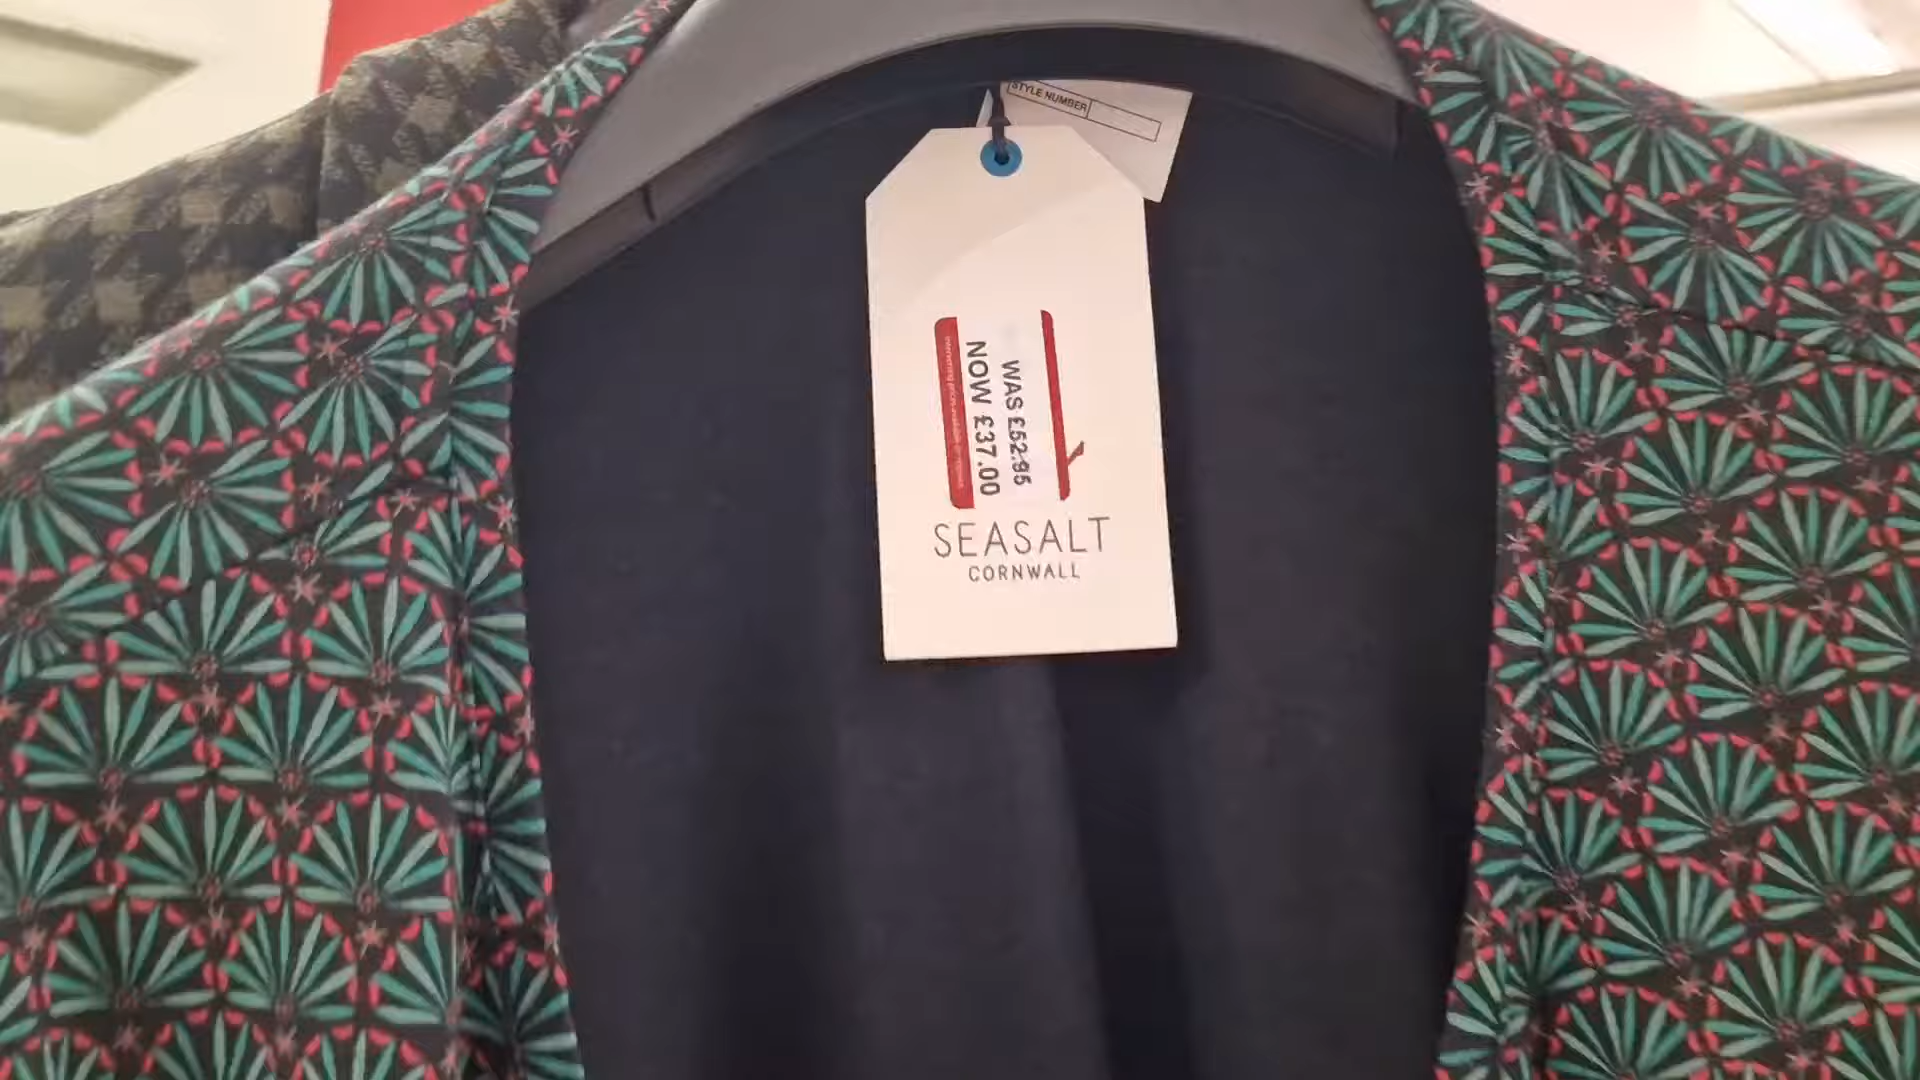 STYLE NUMBER
WAS £52.95
NOW £37.00
SEASALT
CORNWALL